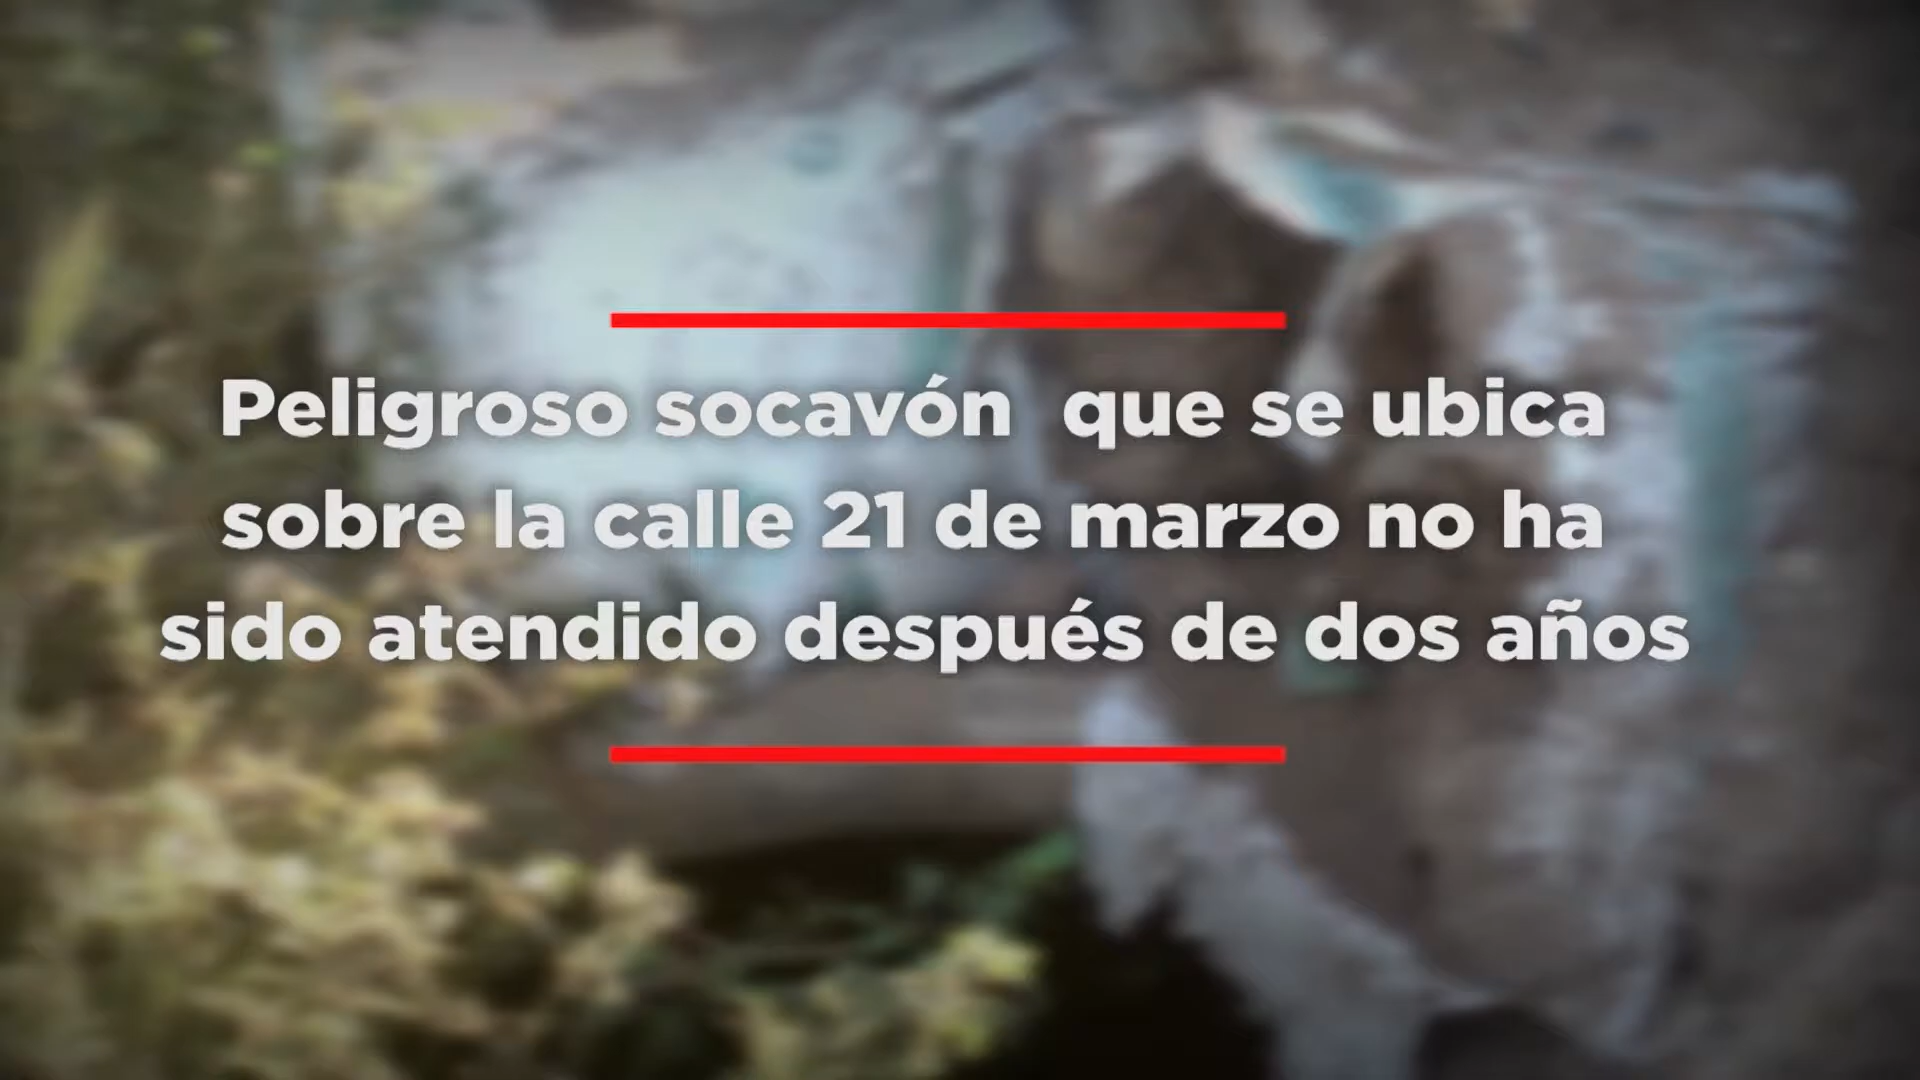 Peligroso socavón  que se ubica
sobre la calle 21 de marzo no ha
sido atendido después de dos años